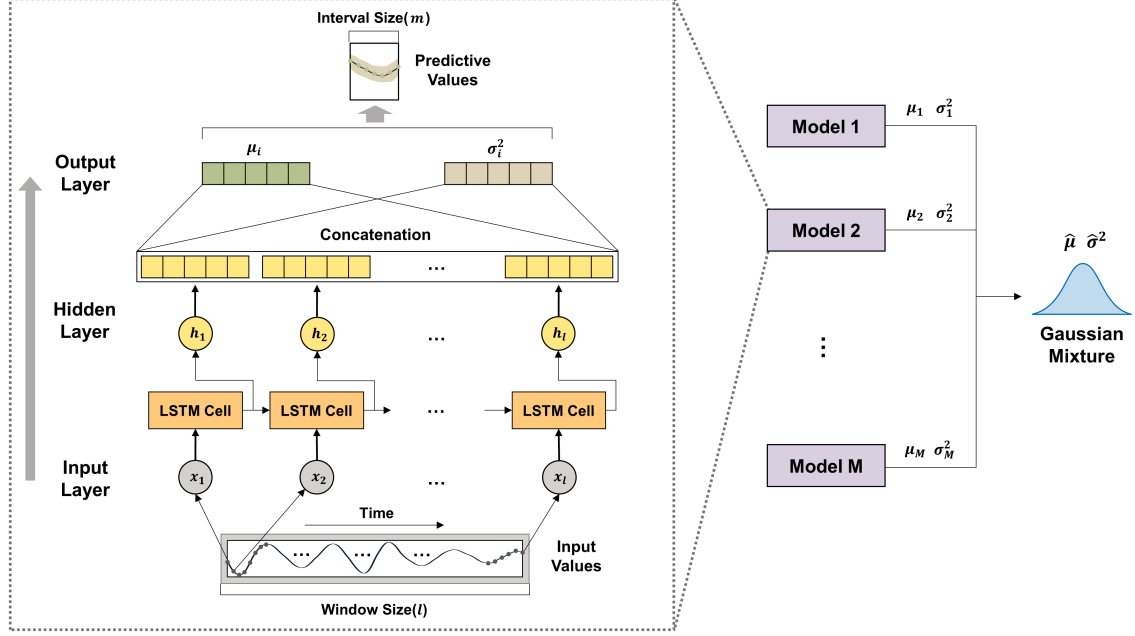 Interval Size(m)
Predictive
Values
Output
Layer
μᵢ
σᵢ²
Concatenation
...
Hidden
Layer
h₁
h₂
...
hₗ
LSTM Cell
LSTM Cell
...
LSTM Cell
Input
Layer
x₁
x₂
...
xₗ
Time
... ... ...
Input
Values
Window Size(l)
Model 1
μ₁ σ₁²
Model 2
μ₂ σ₂²
⋮
Model M
μ_M σ_M²
μ̂ σ̂²
Gaussian
Mixture